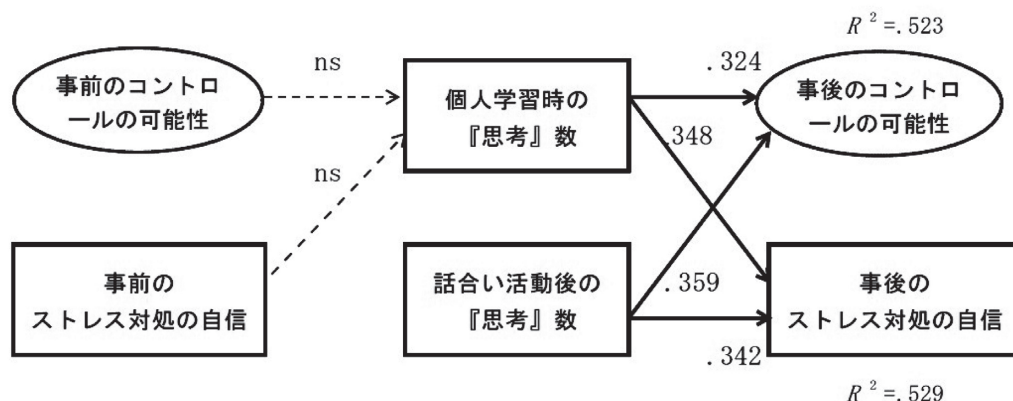 R²=.523
事前のコントロ
ールの可能性
ns
個人学習時の
『思考』数
.324
事後のコントロ
ールの可能性
.348
ns
事前の
ストレス対処の自信
話合い活動後の
『思考』数
.359
事後の
ストレス対処の自信
.342
R²=.529